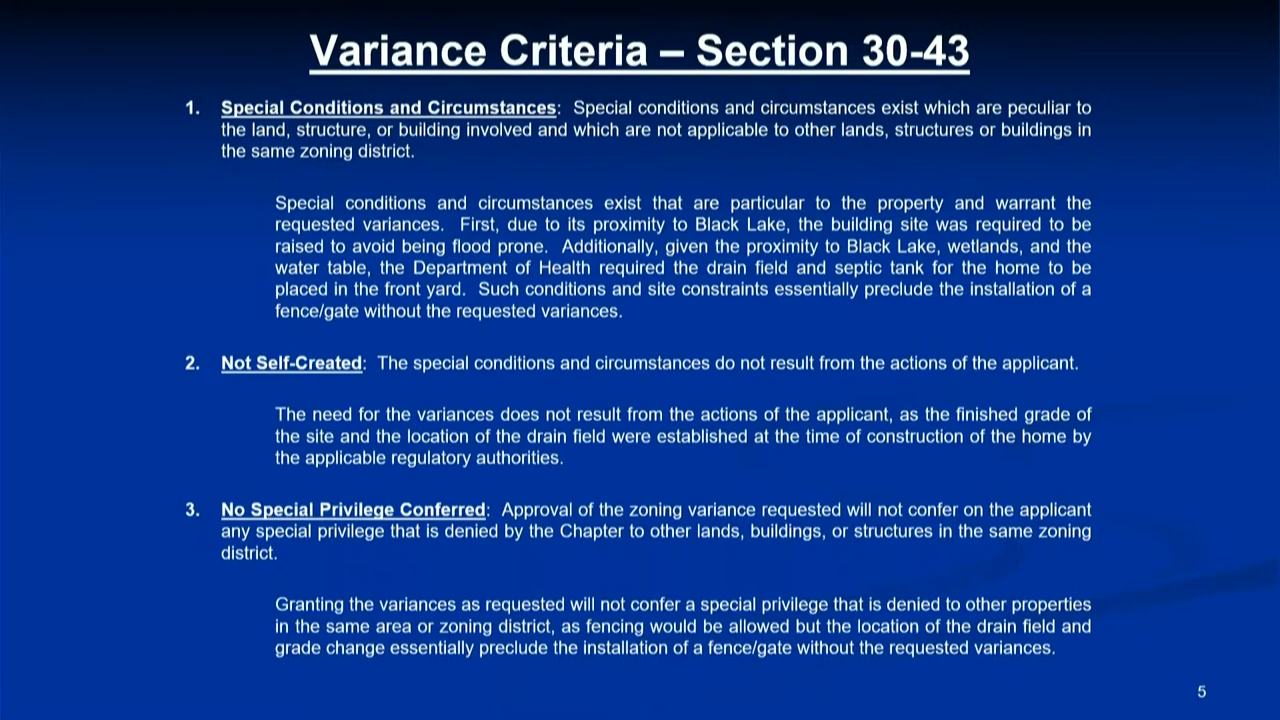 Variance Criteria – Section 30-43
1. Special Conditions and Circumstances: Special conditions and circumstances exist which are peculiar to
the land, structure, or building involved and which are not applicable to other lands, structures or buildings in
the same zoning district.
Special conditions and circumstances exist that are particular to the property and warrant the
requested variances. First, due to its proximity to Black Lake, the building site was required to be
raised to avoid being flood prone. Additionally, given the proximity to Black Lake, wetlands, and the
water table, the Department of Health required the drain field and septic tank for the home to be
placed in the front yard. Such conditions and site constraints essentially preclude the installation of a
fence/gate without the requested variances.
2. Not Self-Created: The special conditions and circumstances do not result from the actions of the applicant.
The need for the variances does not result from the actions of the applicant, as the finished grade of
the site and the location of the drain field were established at the time of construction of the home by
the applicable regulatory authorities.
3. No Special Privilege Conferred: Approval of the zoning variance requested will not confer on the applicant
any special privilege that is denied by the Chapter to other lands, buildings, or structures in the same zoning
district.
Granting the variances as requested will not confer a special privilege that is denied to other properties
in the same area or zoning district, as fencing would be allowed but the location of the drain field and
grade change essentially preclude the installation of a fence/gate without the requested variances.
5